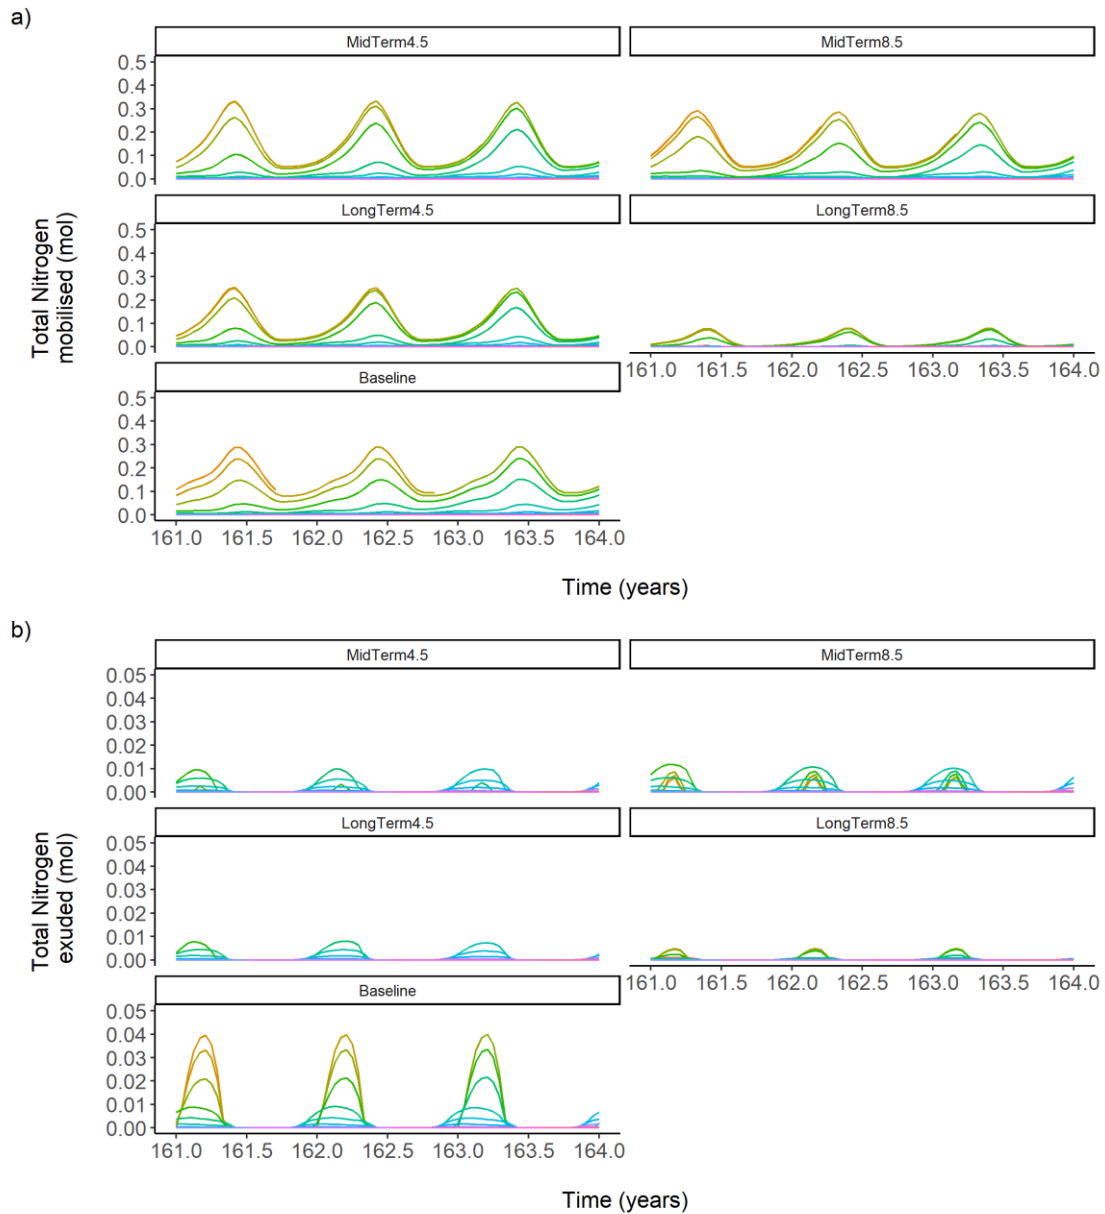 a)
MidTerm4.5
MidTerm8.5
0.5
0.4
0.3
0.2
0.1
0.0
LongTerm4.5
LongTerm8.5
0.5
0.4
0.3
0.2
0.1
0.0
161.0 161.5 162.0 162.5 163.0 163.5 164.0
Total Nitrogen
mobilised (mol)
Baseline
0.5
0.4
0.3
0.2
0.1
0.0
161.0 161.5 162.0 162.5 163.0 163.5 164.0
Time (years)
b)
MidTerm4.5
MidTerm8.5
0.05
0.04
0.03
0.02
0.01
0.00
LongTerm4.5
LongTerm8.5
0.05
0.04
0.03
0.02
0.01
0.00
161.0 161.5 162.0 162.5 163.0 163.5 164.0
Total Nitrogen
exuded (mol)
Baseline
0.05
0.04
0.03
0.02
0.01
0.00
161.0 161.5 162.0 162.5 163.0 163.5 164.0
Time (years)